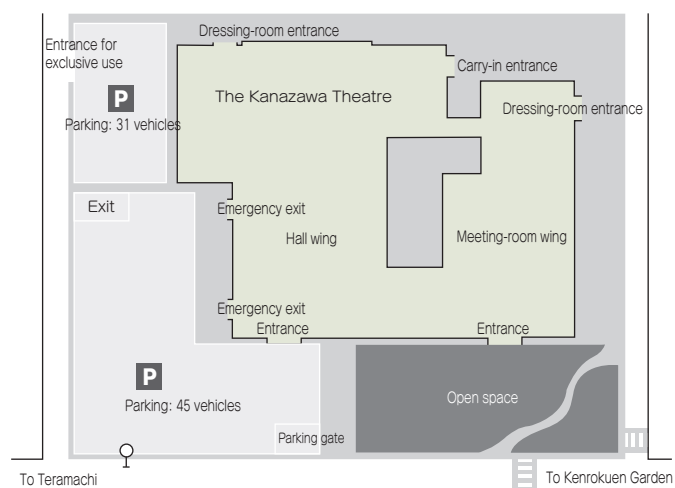 Dressing-room entrance
Entrance for
exclusive use
Carry-in entrance
P
The Kanazawa Theatre
Dressing-room entrance
Parking: 31 vehicles
Exit
Emergency exit
Hall wing
Meeting-room wing
Emergency exit
Entrance
Entrance
P
Open space
Parking: 45 vehicles
Parking gate
To Teramachi
To Kenrokuen Garden